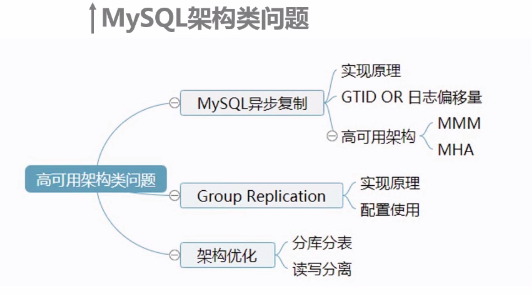 MySQL架构类问题
实现原理
MySQL异步复制
GTID OR 日志偏移量
高可用架构
MMM
MHA
高可用架构类问题
Group Replication
实现原理
配置使用
架构优化
分库分表
读写分离